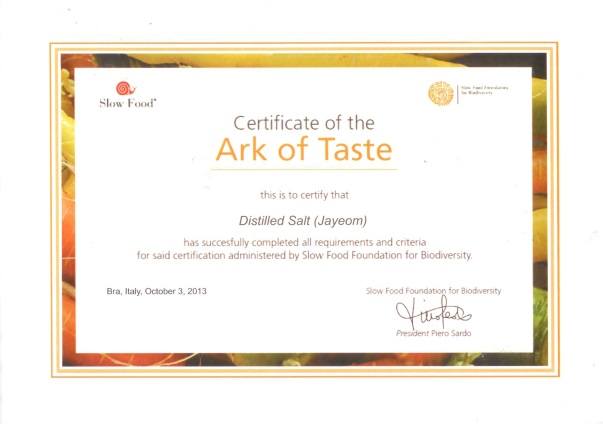 Slow Food®
Slow Food Foundation
for Biodiversity
Certificate of the
Ark of Taste
this is to certify that
Distilled Salt (Jayeom)
has succesfully completed all requirements and criteria
for said certification administered by Slow Food Foundation for Biodiversity.
Bra, Italy, October 3, 2013
Slow Food Foundation for Biodiversity
President Piero Sardo